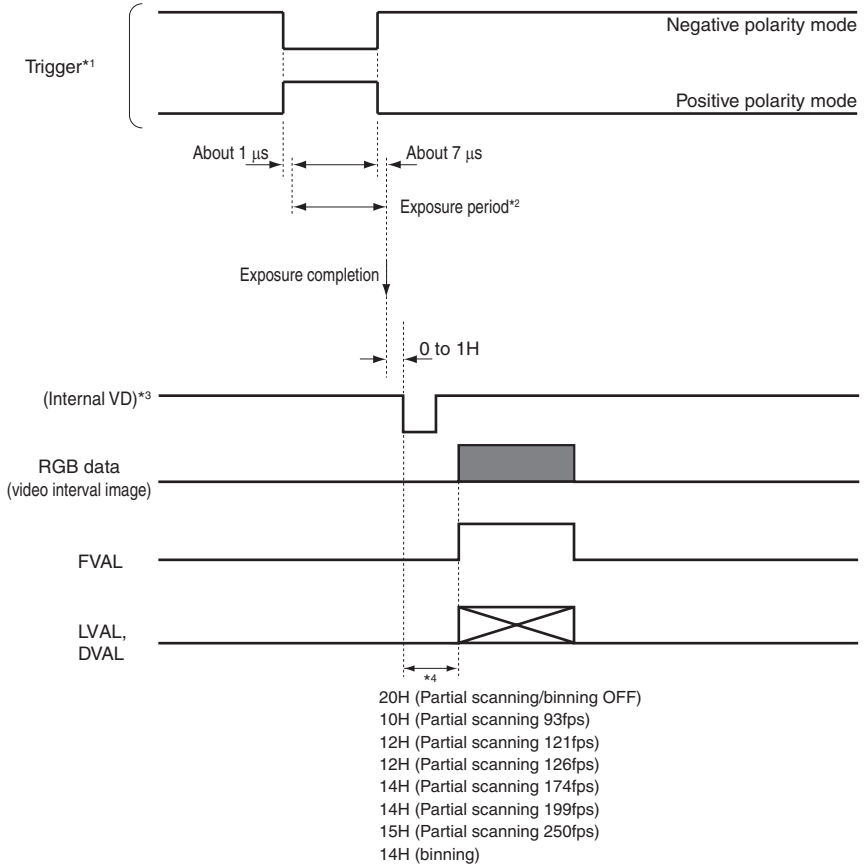 Negative polarity mode
Trigger*1
Positive polarity mode
About 1 μs
About 7 μs
Exposure period*2
Exposure completion
0 to 1H
(Internal VD)*3
RGB data
(video interval image)
FVAL
LVAL,
DVAL
*4
20H (Partial scanning/binning OFF)
10H (Partial scanning 93fps)
12H (Partial scanning 121fps)
12H (Partial scanning 126fps)
14H (Partial scanning 174fps)
14H (Partial scanning 199fps)
15H (Partial scanning 250fps)
14H (binning)